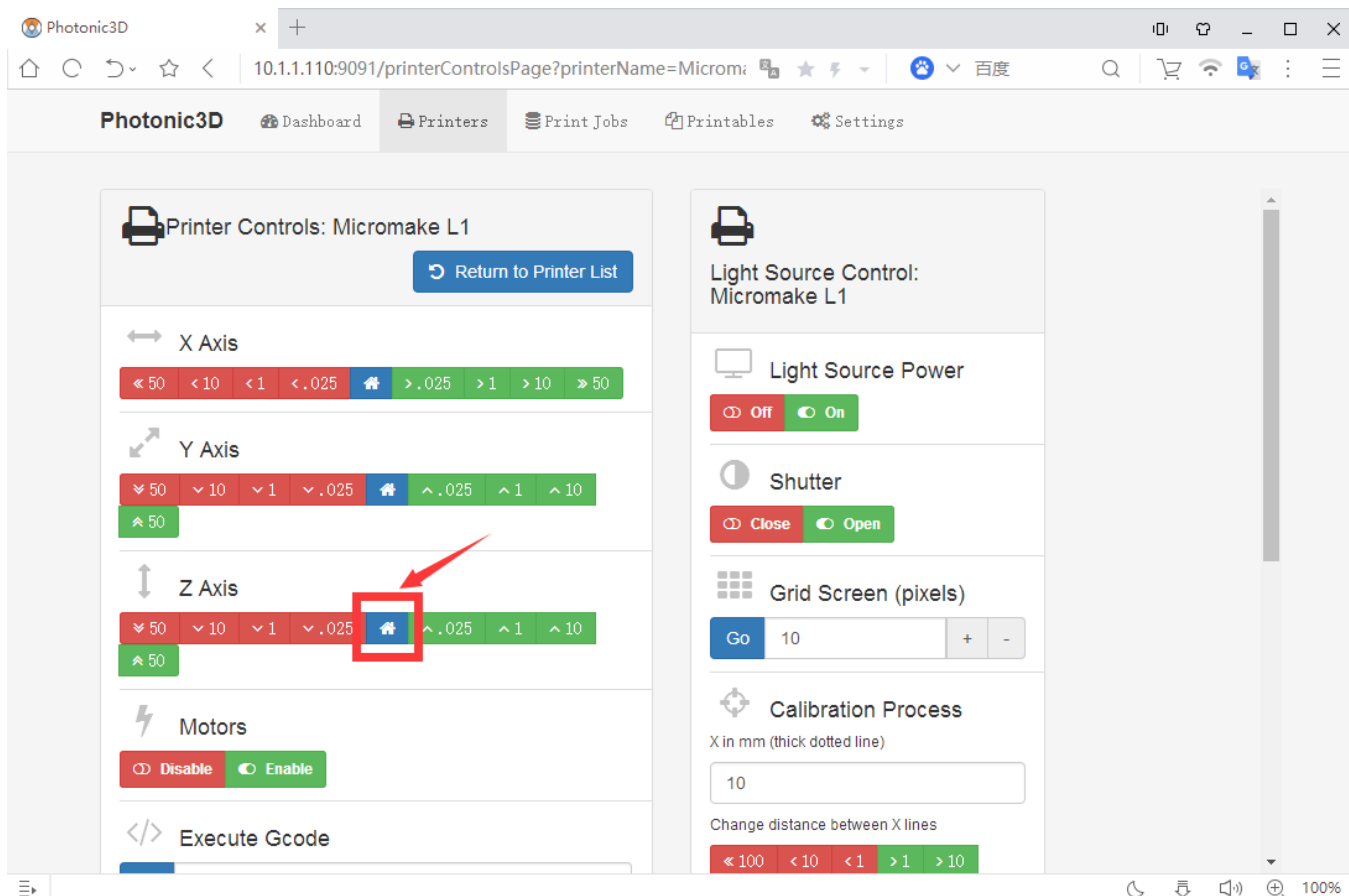 Photonic3D
10.1.1.110:9091/printerControlsPage?printerName=Microma
百度
Photonic3D Dashboard Printers Print Jobs Printables Settings
Printer Controls: Micromake L1
Return to Printer List
X Axis
50 10 1 .025 .025 1 10 50
Y Axis
50 10 1 .025 .025 1 10
50
Z Axis
50 10 1 .025 .025 1 10
50
Motors
Disable Enable
Execute Gcode
Light Source Control:
Micromake L1
Light Source Power
Off On
Shutter
Close Open
Grid Screen (pixels)
Go 10 + -
Calibration Process
X in mm (thick dotted line)
10
Change distance between X lines
100 10 1 1 10
100%